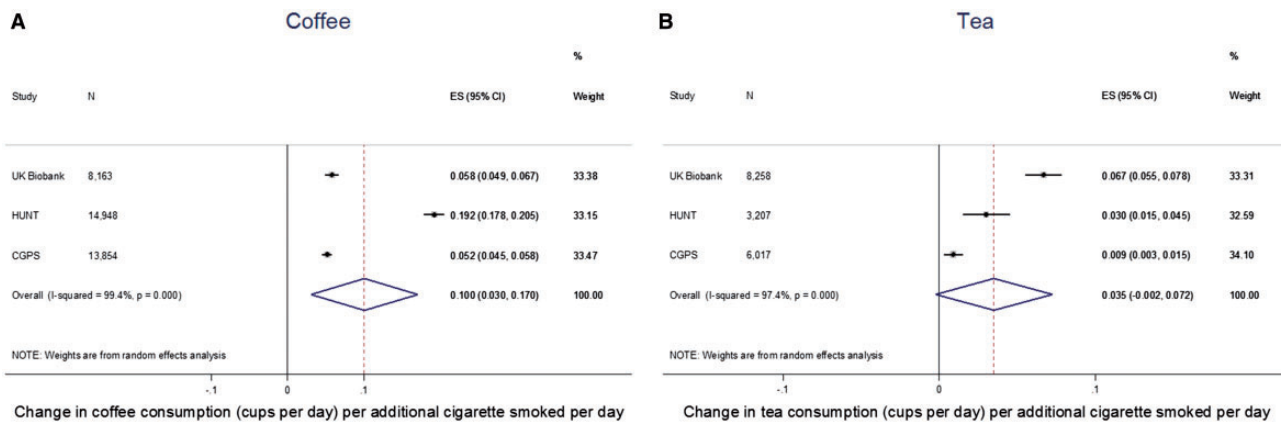 A
Coffee
%
Study N ES (95% CI) Weight
UK Biobank 8,163 0.058 (0.049, 0.067) 33.38
HUNT 14,948 0.192 (0.178, 0.205) 33.15
CGPS 13,854 0.052 (0.045, 0.058) 33.47
Overall (I-squared = 99.4%, p = 0.000) 0.100 (0.030, 0.170) 100.00
NOTE: Weights are from random effects analysis
-.1 0 .1
Change in coffee consumption (cups per day) per additional cigarette smoked per day
B
Tea
%
Study N ES (95% CI) Weight
UK Biobank 8,258 0.067 (0.055, 0.078) 33.31
HUNT 3,207 0.030 (0.015, 0.045) 32.59
CGPS 6,017 0.009 (0.003, 0.015) 34.10
Overall (I-squared = 97.4%, p = 0.000) 0.035 (-0.002, 0.072) 100.00
NOTE: Weights are from random effects analysis
-.1 0 .1
Change in tea consumption (cups per day) per additional cigarette smoked per day